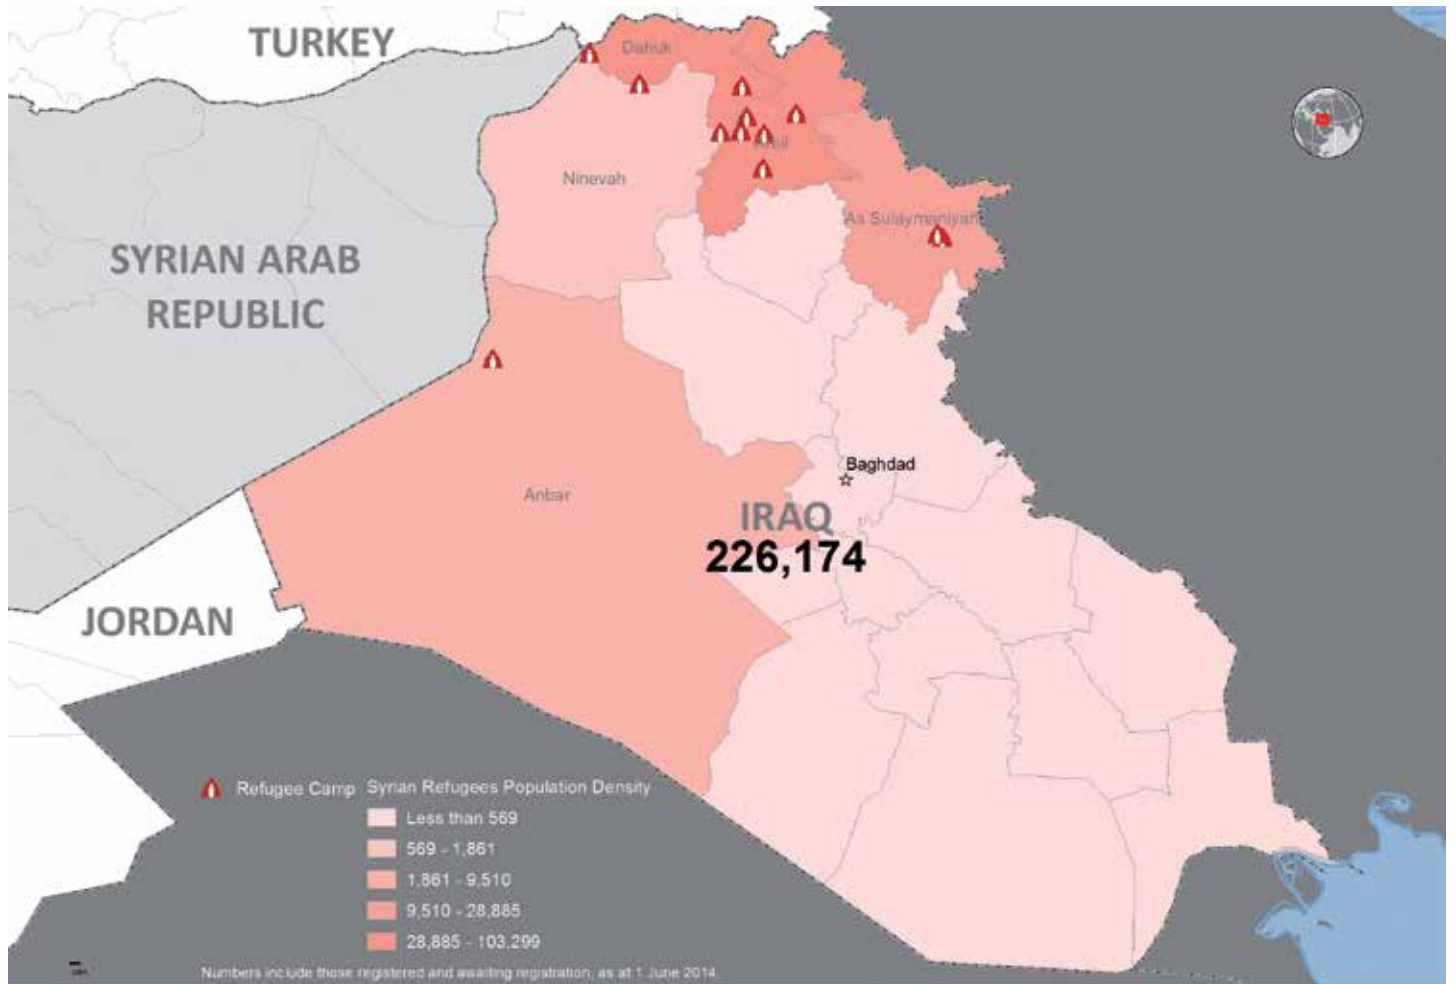 TURKEY
Dahuk
Ninevah
Arbil
As Sulaymaniyah
SYRIAN ARAB
REPUBLIC
Anbar
Baghdad
IRAQ
226,174
JORDAN
Refugee Camp
Syrian Refugees Population Density
Less than 569
569 - 1,861
1,861 - 9,510
9,510 - 28,885
28,885 - 103,299
Numbers include those registered and awaiting registration, as at 1 June 2014.